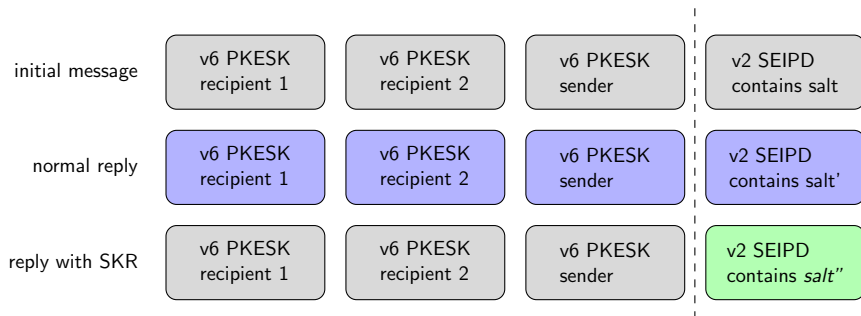 initial message
v6 PKESK
recipient 1
v6 PKESK
recipient 2
v6 PKESK
sender
v2 SEIPD
contains salt
normal reply
v6 PKESK
recipient 1
v6 PKESK
recipient 2
v6 PKESK
sender
v2 SEIPD
contains salt'
reply with SKR
v6 PKESK
recipient 1
v6 PKESK
recipient 2
v6 PKESK
sender
v2 SEIPD
contains salt"